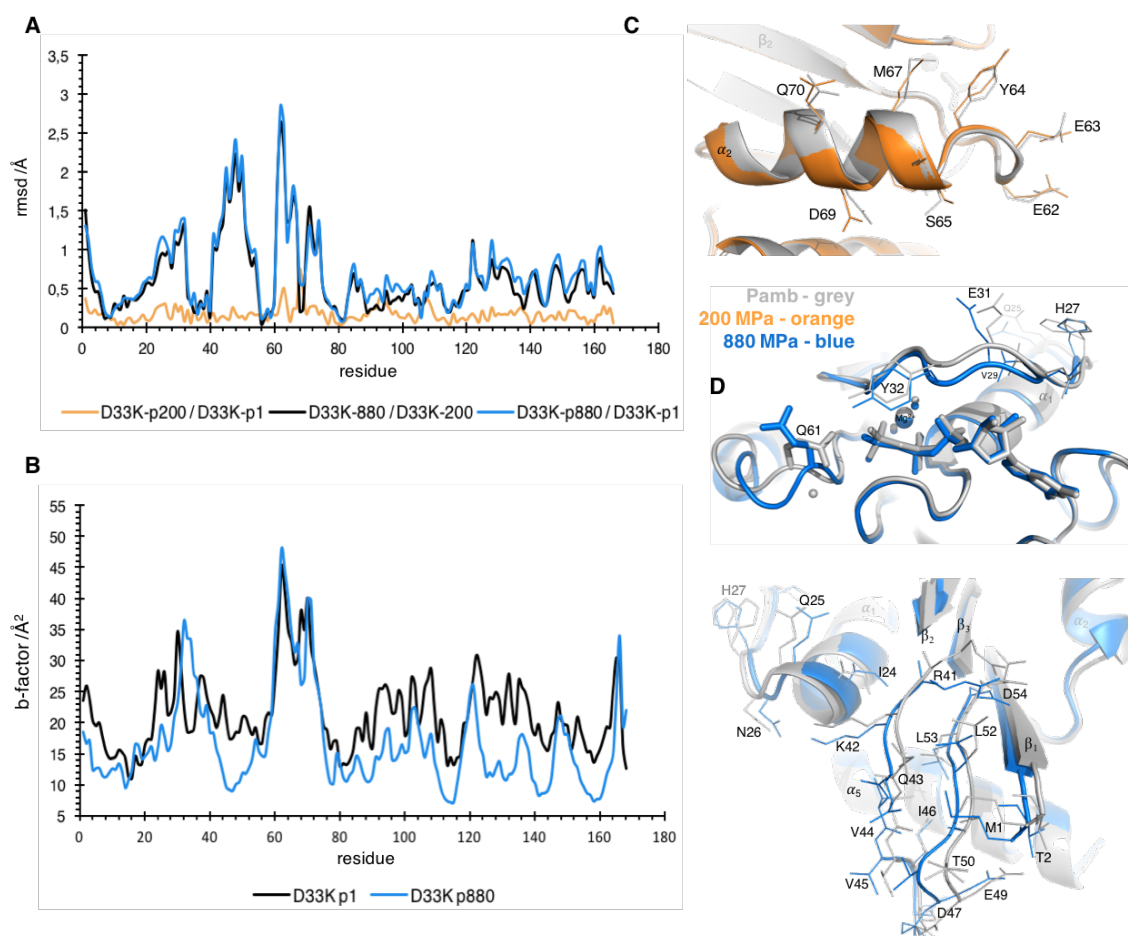 A
3,5
3
2,5
2
1,5
1
0,5
0
rmsd /Å
0 20 40 60 80 100 120 140 160 180
residue
D33K-p200 / D33K-p1 D33K-880 / D33K-200 D33K-p880 / D33K-p1
B
55
50
45
40
35
30
25
20
15
10
5
b-factor /Å²
0 20 40 60 80 100 120 140 160 180
residue
D33K p1 D33K p880
C
β₂
M67
Q70
Y64
E63
α₂
E62
D69
S65
Pamb - grey
200 MPa - orange
880 MPa - blue
D
E31
Q25
H27
V29
Y32
α₁
Mg²⁺
Q61
H27
Q25
α₁
β₂
β₃
α₂
I24
R41
D54
N26
K42
L53
L52
β₁
Q43
α₅
I46
M1
V44
T50
T2
V45
E49
D47